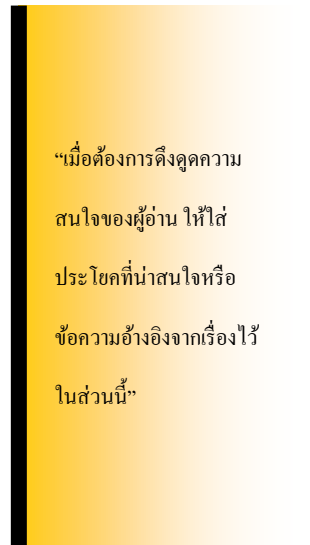 “เมื่อต้องการดึงดูดความ
สนใจของผู้อ่าน ให้ใส่
ประโยคที่น่าสนใจหรือ
ข้อความอ้างอิงจากเรื่องไว้
ในส่วนนี้”